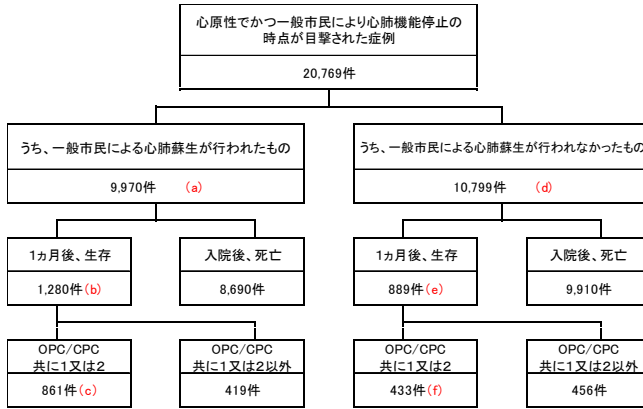 心原性でかつ一般市民により心肺機能停止の
時点が目撃された症例
20,769件
うち、一般市民による心肺蘇生が行われたもの
9,970件 (a)
うち、一般市民による心肺蘇生が行われなかったもの
10,799件 (d)
1ヵ月後、生存
1,280件(b)
入院後、死亡
8,690件
1ヵ月後、生存
889件(e)
入院後、死亡
9,910件
OPC/CPC
共に1又は2
861件(c)
OPC/CPC
共に1又は2以外
419件
OPC/CPC
共に1又は2
433件(f)
OPC/CPC
共に1又は2以外
456件